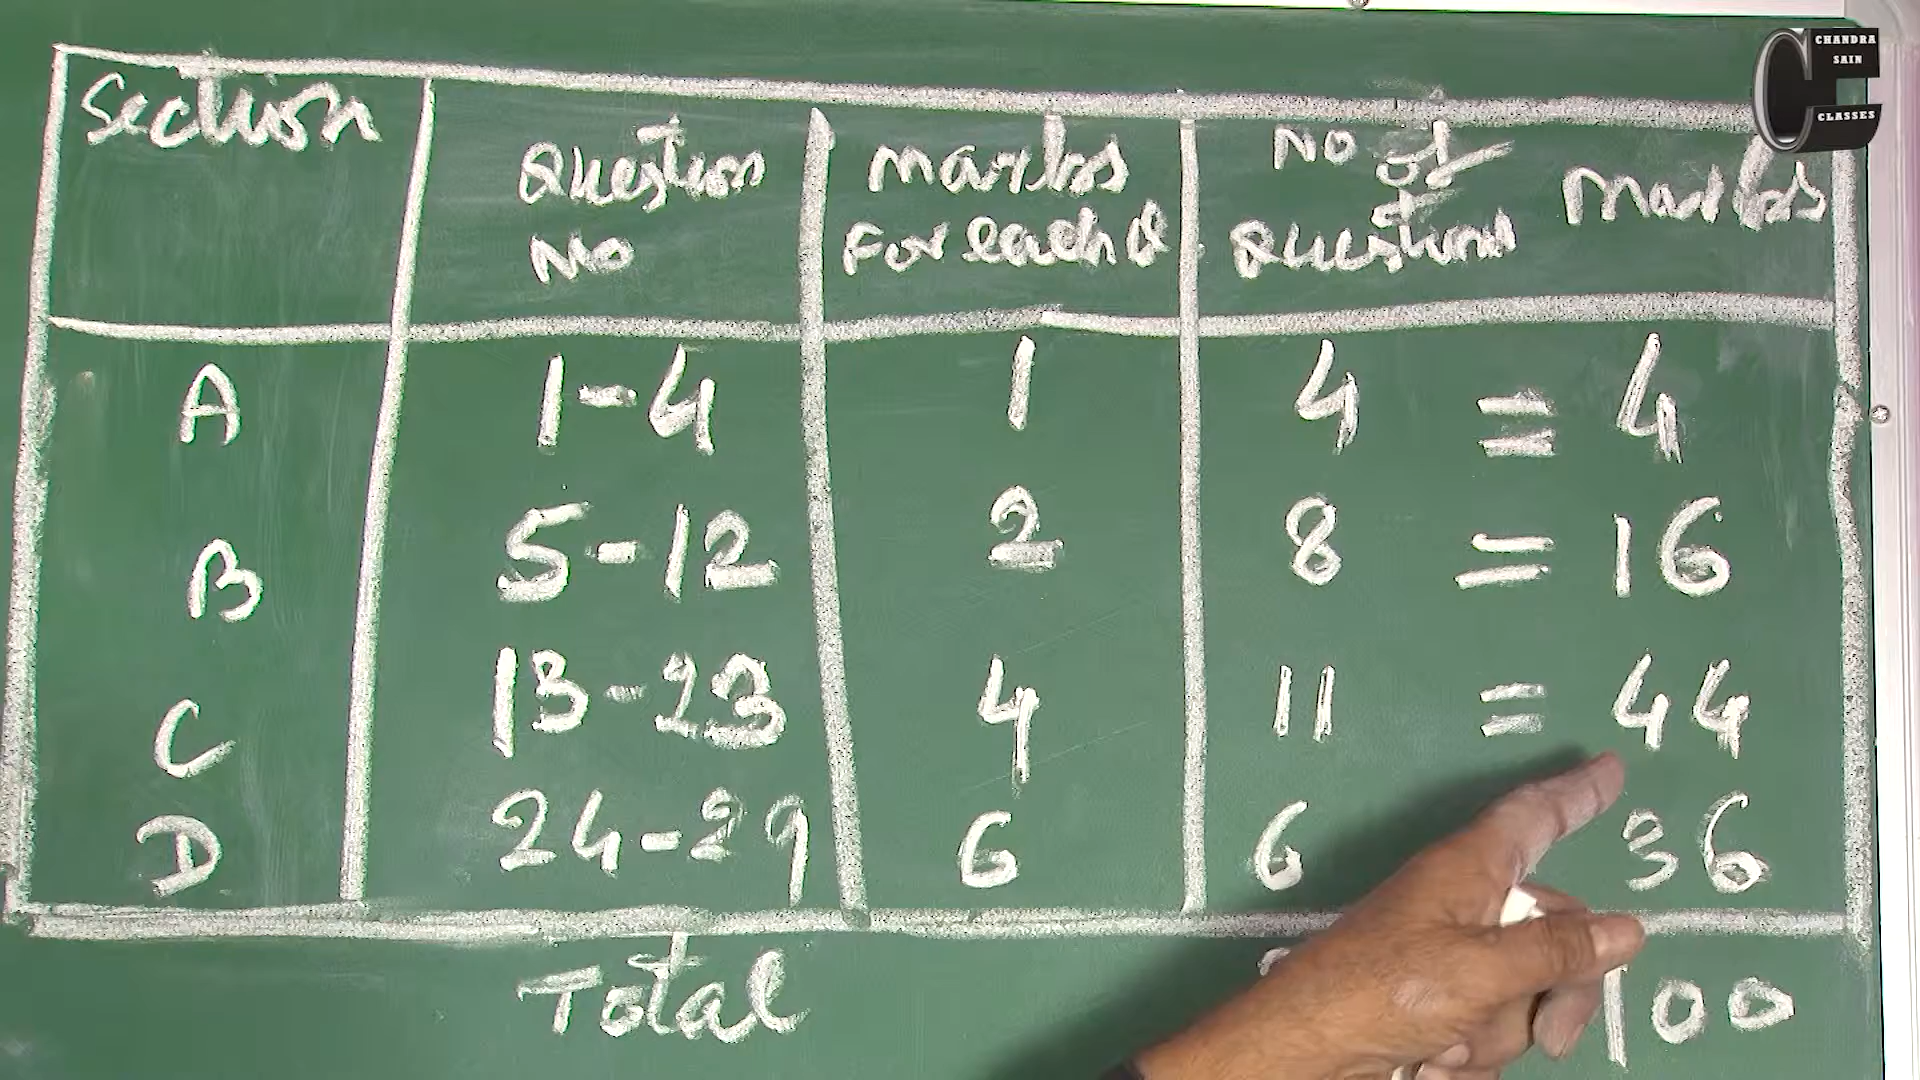 CHANDRA
SAIN
CLASSES
Section
Question
No
Marks
For each Q
No of
Questions
Marks
A 1-4 1 4 = 4
B 5-12 2 8 = 16
C 13-23 4 11 = 44
D 24-29 6 6 36
Total 100